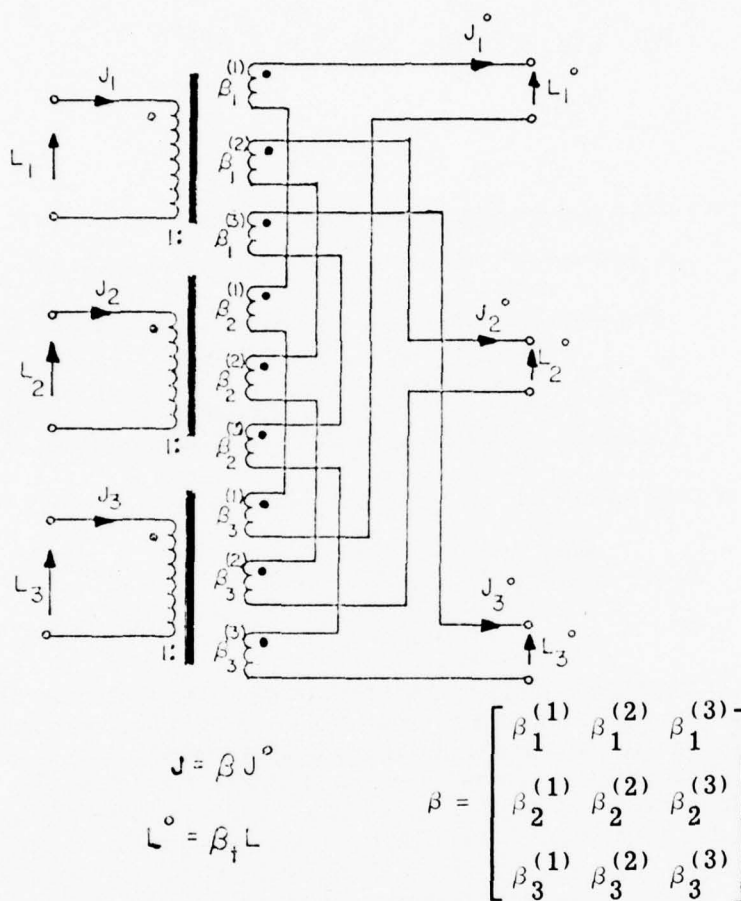 J₁°
J₁
β₁⁽¹⁾
L₁°
β₁⁽²⁾
L₁
β₁⁽³⁾
1:
β₂⁽¹⁾
J₂
J₂°
β₂⁽²⁾
L₂°
L₂
β₂⁽³⁾
1:
J₃
β₃⁽¹⁾
β₃⁽²⁾
L₃
J₃°
β₃⁽³⁾
L₃°
1:
J = β J°
L° = βₜ L
β = [ β₁⁽¹⁾ β₁⁽²⁾ β₁⁽³⁾
β₂⁽¹⁾ β₂⁽²⁾ β₂⁽³⁾
β₃⁽¹⁾ β₃⁽²⁾ β₃⁽³⁾ ]